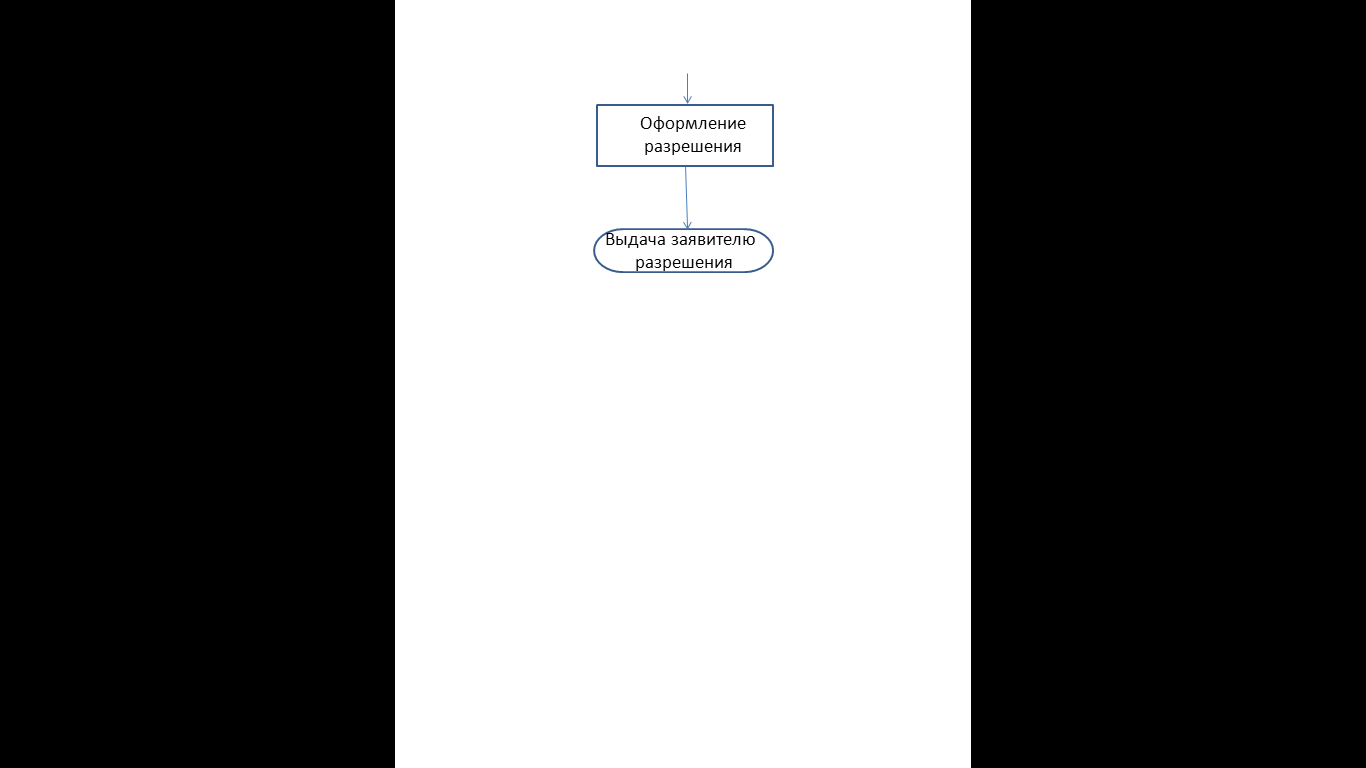 Оформление
разрешения
Выдача заявителю
разрешения